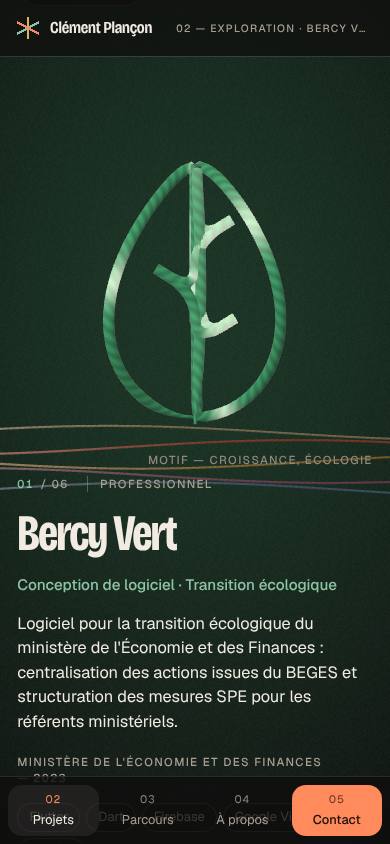 Clément Plançon
02 — EXPLORATION · BERCY V…
MOTIF — CROISSANCE, ÉCOLOGIE
01 / 06 PROFESSIONNEL
Bercy Vert
Conception de logiciel · Transition écologique
Logiciel pour la transition écologique du
ministère de l'Économie et des Finances :
centralisation des actions issues du BEGES et
structuration des mesures SPE pour les
référents ministériels.
MINISTÈRE DE L'ÉCONOMIE ET DES FINANCES
— 2023
Dart Firebase
02 03 04 05
Projets Parcours À propos Contact